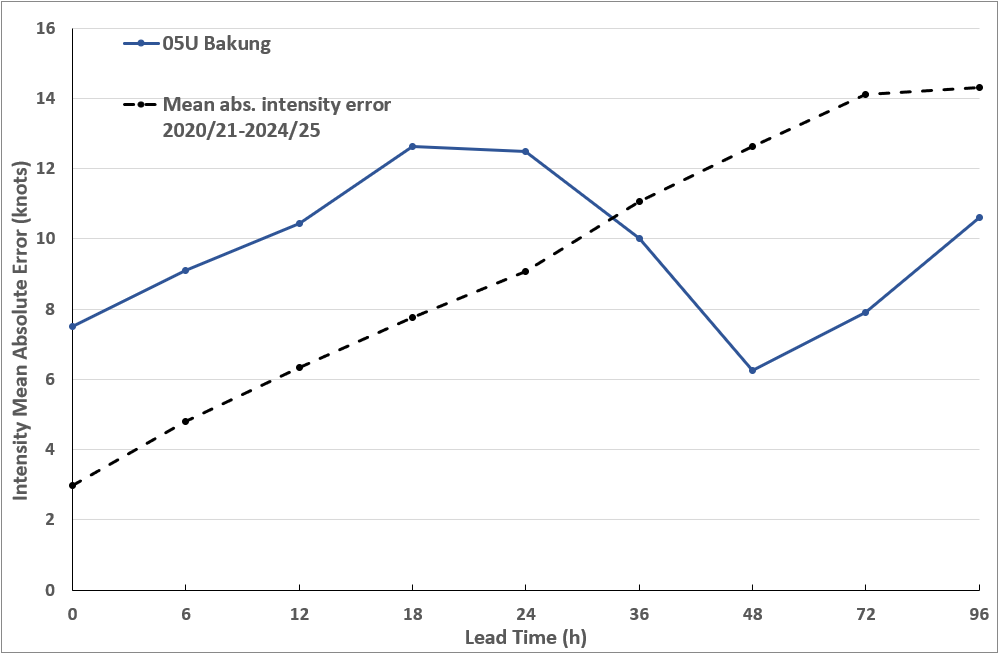 16
05U Bakung
14
Mean abs. intensity error
2020/21-2024/25
12
10
8
6
4
2
0
Intensity Mean Absolute Error (knots)
0 6 12 18 24 36 48 72 96
Lead Time (h)